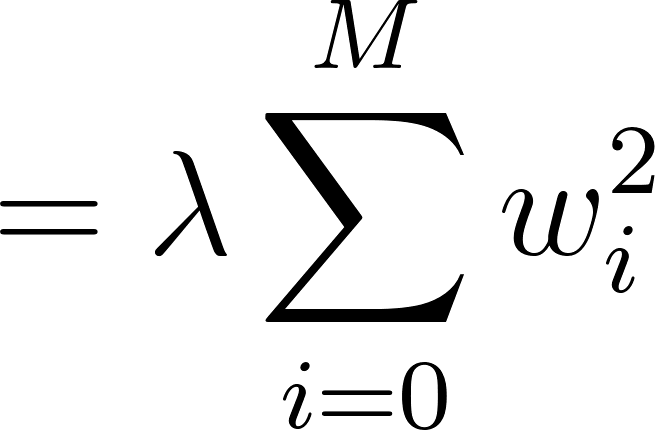 = λ ∑_{i=0}^{M} w_i^2